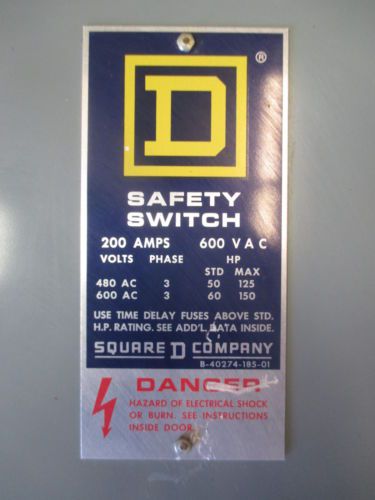 D ®
SAFETY
SWITCH
200 AMPS 600 VAC
VOLTS PHASE HP
STD MAX
480 AC 3 50 125
600 AC 3 60 150
USE TIME DELAY FUSES ABOVE STD.
H.P. RATING. SEE ADD'L. DATA INSIDE.
SQUARE D COMPANY
B-40274-185-01
DANGER
HAZARD OF ELECTRICAL SHOCK
OR BURN. SEE INSTRUCTIONS
INSIDE DOOR.